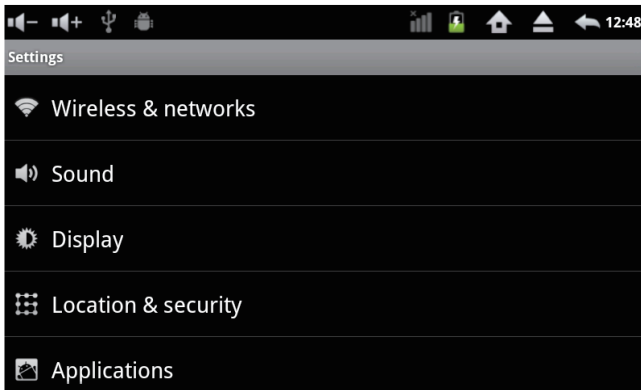 12:48
Settings
Wireless & networks
Sound
Display
Location & security
Applications